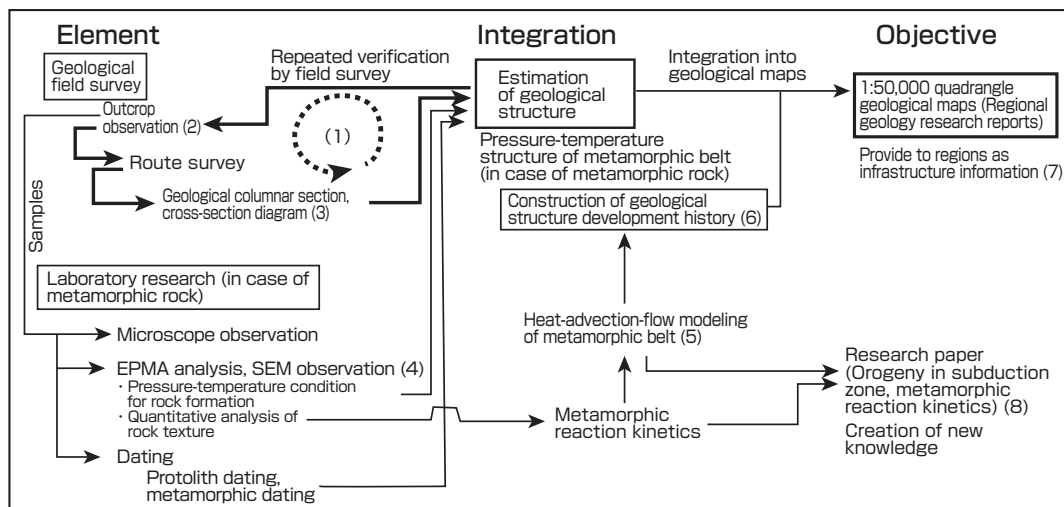 Element
Geological
field survey
Outcrop
observation (2)
Route survey
Geological columnar section,
cross-section diagram (3)
Samples
Repeated verification
by field survey
(1)
Laboratory research (in case of
metamorphic rock)
Microscope observation
EPMA analysis, SEM observation (4)
・Pressure-temperature condition
for rock formation
・Quantitative analysis of
rock texture
Dating
Protolith dating,
metamorphic dating
Integration
Estimation
of geological
structure
Pressure-temperature
structure of metamorphic belt
(in case of metamorphic rock)
Construction of geological
structure development history (6)
Heat-advection-flow modeling
of metamorphic belt (5)
Metamorphic
reaction kinetics
Integration into
geological maps
Objective
1:50,000 quadrangle
geological maps (Regional
geology research reports)
Provide to regions as
infrastructure information (7)
Research paper
(Orogeny in subduction
zone, metamorphic
reaction kinetics) (8)
Creation of new
knowledge